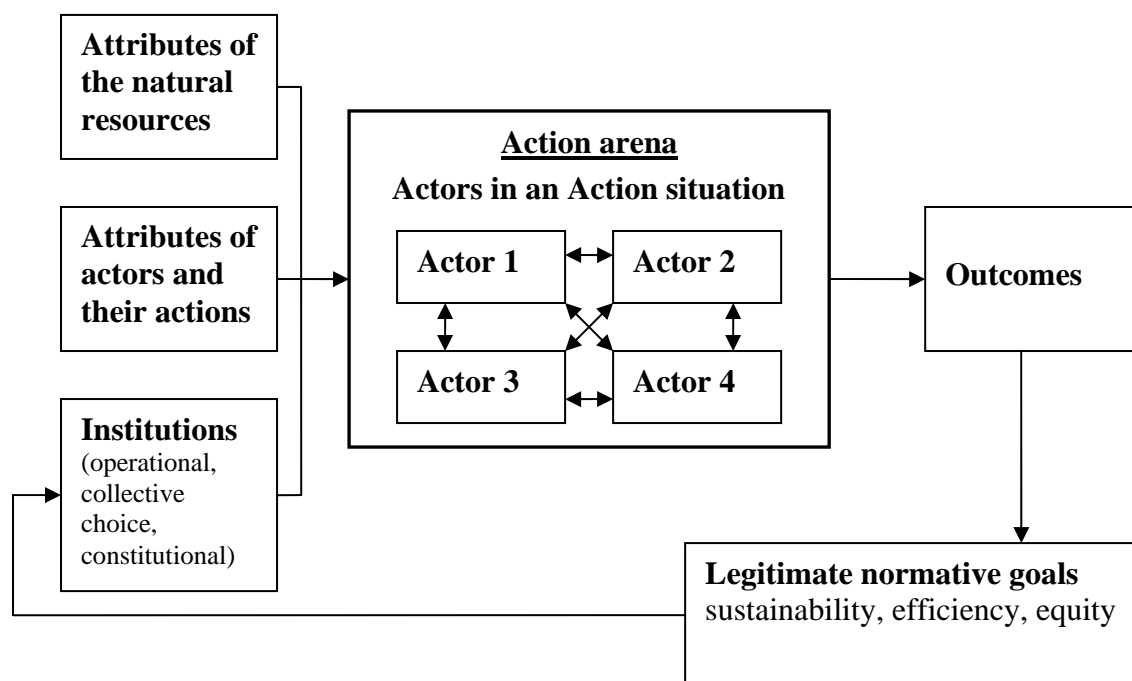 Attributes of
the natural
resources
Attributes of
actors and
their actions
Institutions
(operational,
collective
choice,
constitutional)
Action arena
Actors in an Action situation
Actor 1
Actor 2
Actor 3
Actor 4
Outcomes
Legitimate normative goals
sustainability, efficiency, equity